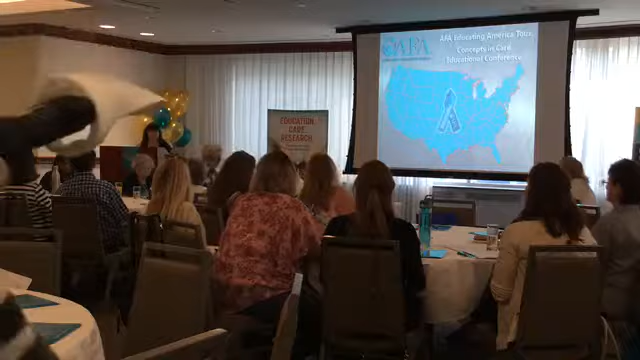 AFA
AFA Educating America Tour
Concepts in Care
Educational Conference
EDUCATION.
CARE.
RESEARCH.